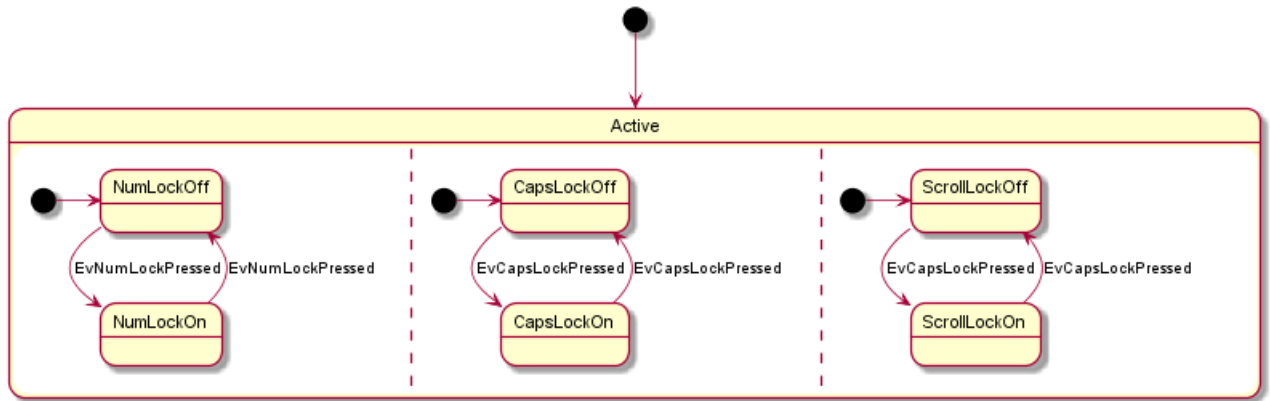 Active
NumLockOff
CapsLockOff
ScrollLockOff
EvNumLockPressed
EvNumLockPressed
EvCapsLockPressed
EvCapsLockPressed
EvCapsLockPressed
EvCapsLockPressed
NumLockOn
CapsLockOn
ScrollLockOn